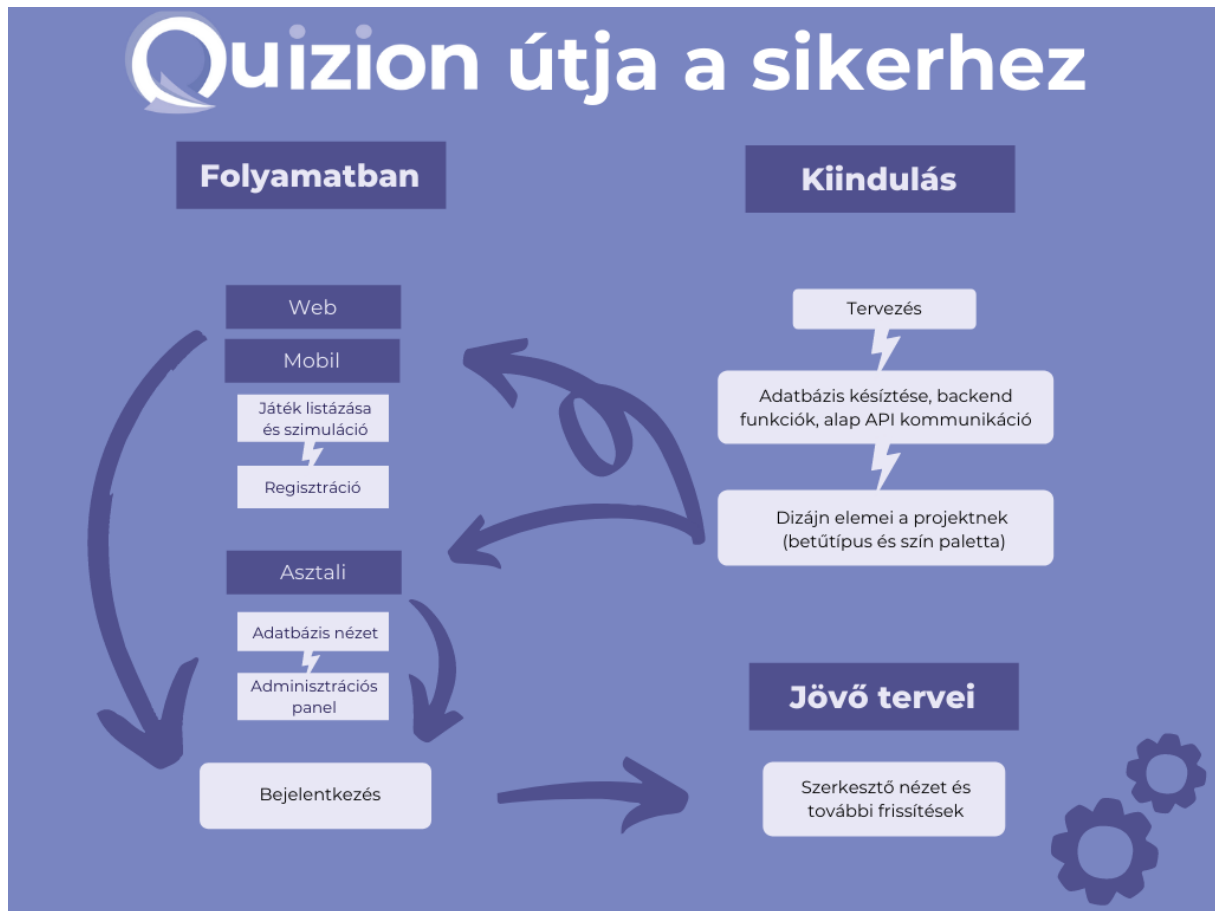 Quizion útja a sikerhez
Folyamatban
Web
Mobil
Játék listázása
és szimuláció
Regisztráció
Asztali
Adatbázis nézet
Adminisztrációs
panel
Bejelentkezés
Kiindulás
Tervezés
Adatbázis késíztése, backend
funkciók, alap API kommunikáció
Dizájn elemei a projektnek
(betűtípus és szín paletta)
Jövő tervei
Szerkesztő nézet és
további frissítések